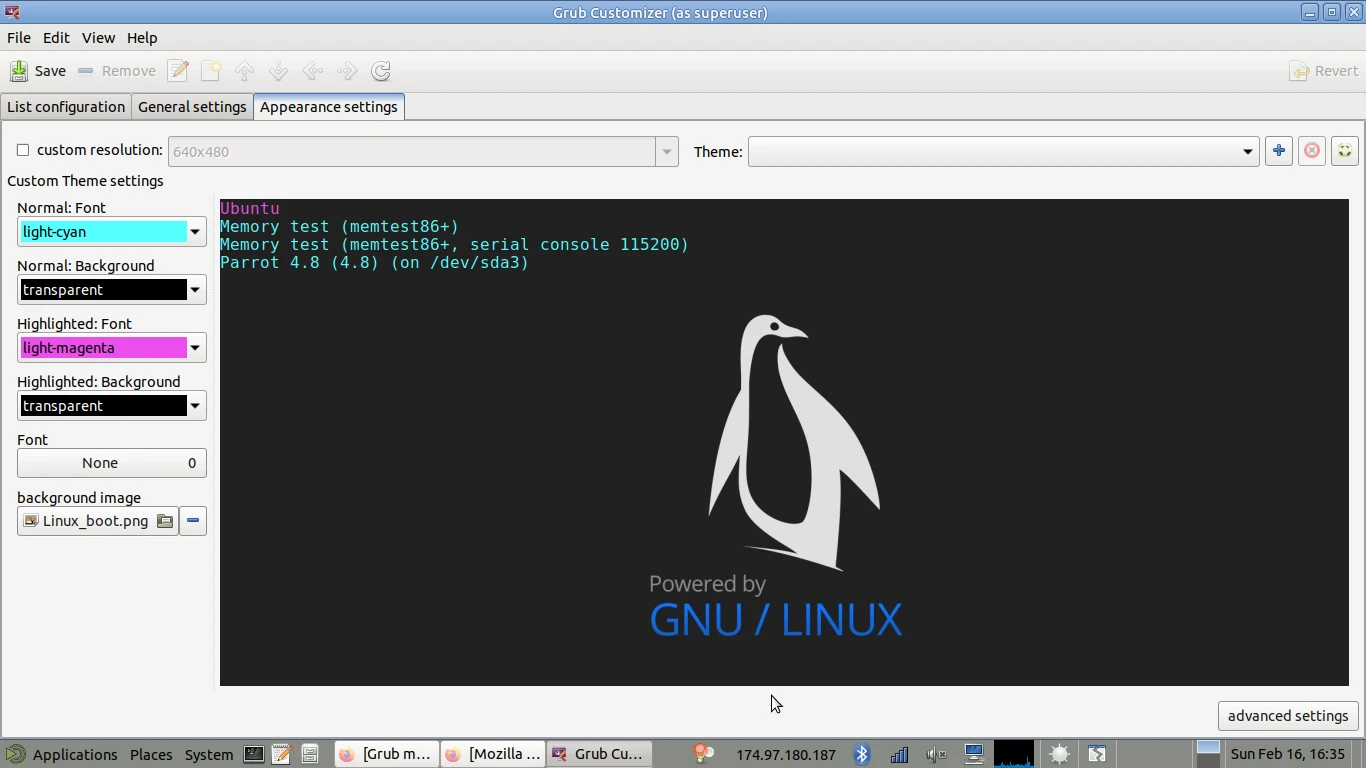 Grub Customizer (as superuser)
File Edit View Help
Save Remove Revert
List configuration General settings Appearance settings
custom resolution: 640x480 Theme:
Custom Theme settings
Normal: Font
light-cyan
Normal: Background
transparent
Highlighted: Font
light-magenta
Highlighted: Background
transparent
Font
None 0
background image
Linux_boot.png
Ubuntu
Memory test (memtest86+)
Memory test (memtest86+, serial console 115200)
Parrot 4.8 (4.8) (on /dev/sda3)
Powered by
GNU / LINUX
advanced settings
Applications Places System [Grub m... [Mozilla ... Grub Cu... 174.97.180.187 Sun Feb 16, 16:35